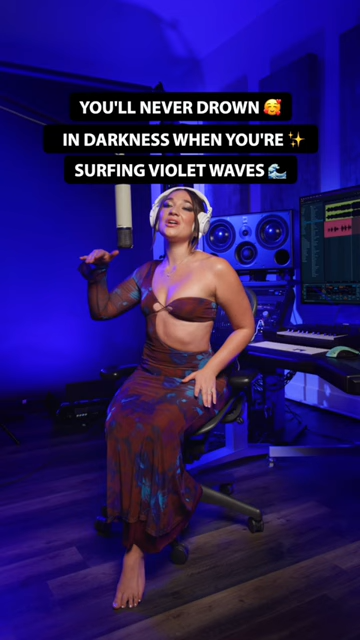 YOU'LL NEVER DROWN 🥰
IN DARKNESS WHEN YOU'RE ✨
SURFING VIOLET WAVES 🌊